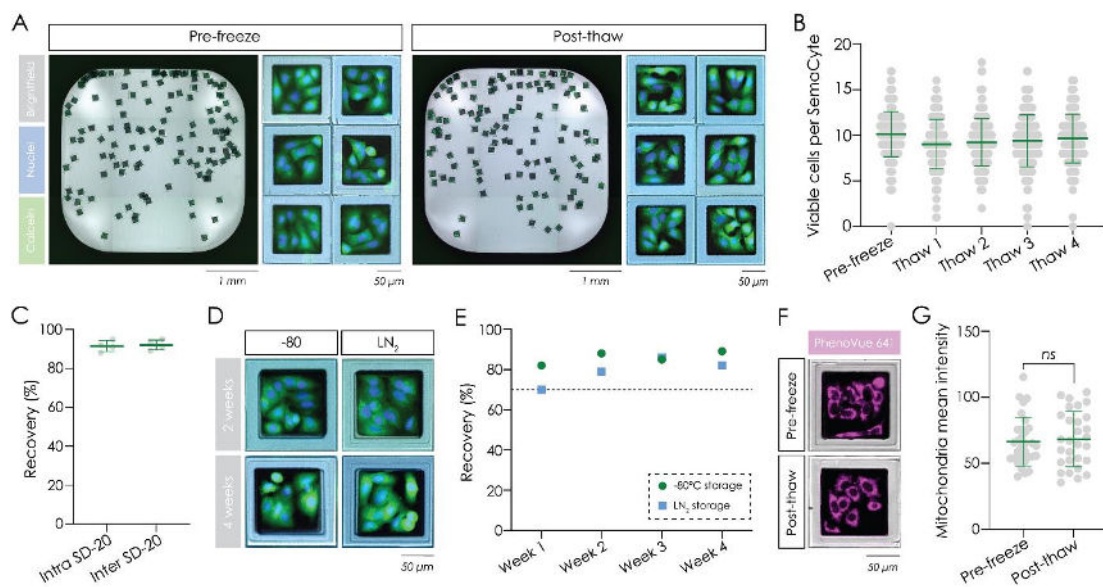 A
Pre-freeze
Post-thaw
Brightfield
Nuclei
Calcein
1 mm
50 µm
1 mm
50 µm
B
Viable cells per SemaCyte
20
15
10
5
0
Pre-freeze
Thaw 1
Thaw 2
Thaw 3
Thaw 4
C
Recovery (%)
100
80
60
40
20
0
Intra SD-20
Inter SD-20
D
-80
LN₂
2 weeks
4 weeks
50 µm
E
Recovery (%)
100
80
60
40
20
0
-80°C storage
LN₂ storage
Week 1
Week 2
Week 3
Week 4
F
PhenoVue 641
Pre-freeze
Post-thaw
50 µm
G
Mitochondria mean intensity
150
100
50
0
ns
Pre-freeze
Post-thaw